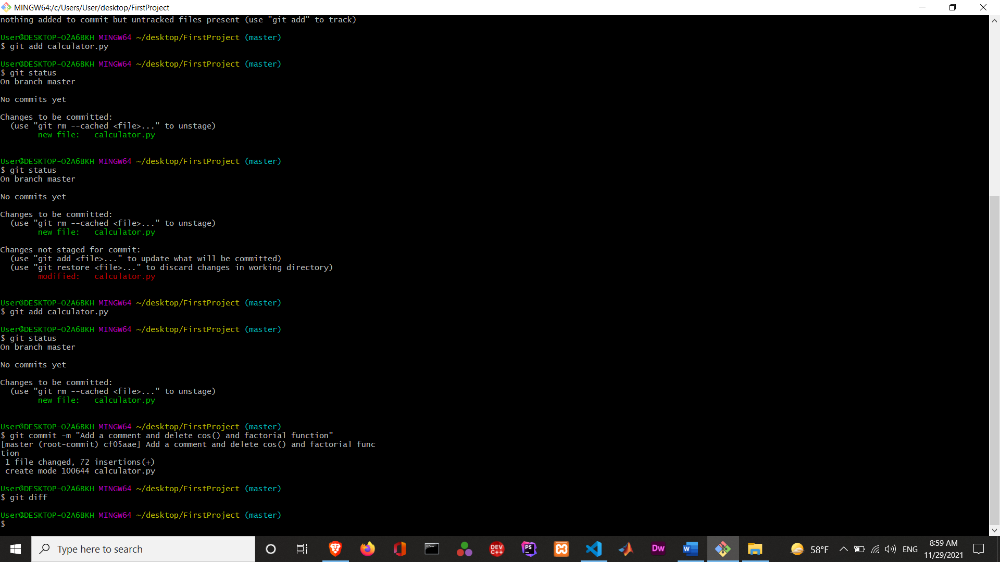 MINGW64:/c/Users/User/desktop/FirstProject
nothing added to commit but untracked files present (use "git add" to track)
User@DESKTOP-O2A6BKH MINGW64 ~/desktop/FirstProject (master)
$ git add calculator.py
User@DESKTOP-O2A6BKH MINGW64 ~/desktop/FirstProject (master)
$ git status
On branch master
No commits yet
Changes to be committed:
(use "git rm --cached <file>..." to unstage)
new file:   calculator.py
User@DESKTOP-O2A6BKH MINGW64 ~/desktop/FirstProject (master)
$ git status
On branch master
No commits yet
Changes to be committed:
(use "git rm --cached <file>..." to unstage)
new file:   calculator.py
Changes not staged for commit:
(use "git add <file>..." to update what will be committed)
(use "git restore <file>..." to discard changes in working directory)
modified:   calculator.py
User@DESKTOP-O2A6BKH MINGW64 ~/desktop/FirstProject (master)
$ git add calculator.py
User@DESKTOP-O2A6BKH MINGW64 ~/desktop/FirstProject (master)
$ git status
On branch master
No commits yet
Changes to be committed:
(use "git rm --cached <file>..." to unstage)
new file:   calculator.py
User@DESKTOP-O2A6BKH MINGW64 ~/desktop/FirstProject (master)
$ git commit -m "Add a comment and delete cos() and factorial function"
[master (root-commit) cf05aae] Add a comment and delete cos() and factorial func
tion
1 file changed, 72 insertions(+)
create mode 100644 calculator.py
User@DESKTOP-O2A6BKH MINGW64 ~/desktop/FirstProject (master)
$ git diff
User@DESKTOP-O2A6BKH MINGW64 ~/desktop/FirstProject (master)
$
Type here to search
DEV
C++
PS
Dw
W
58°F
ENG
8:59 AM
11/29/2021